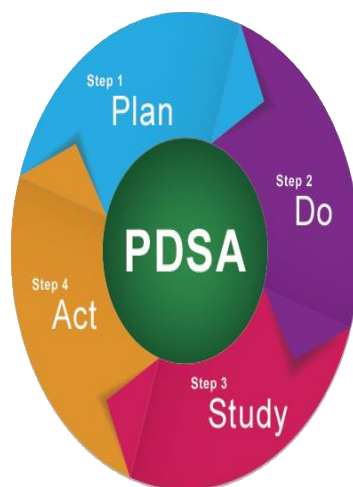 Step 1
Plan
Step 2
Do
PDSA
Step 3
Study
Step 4
Act